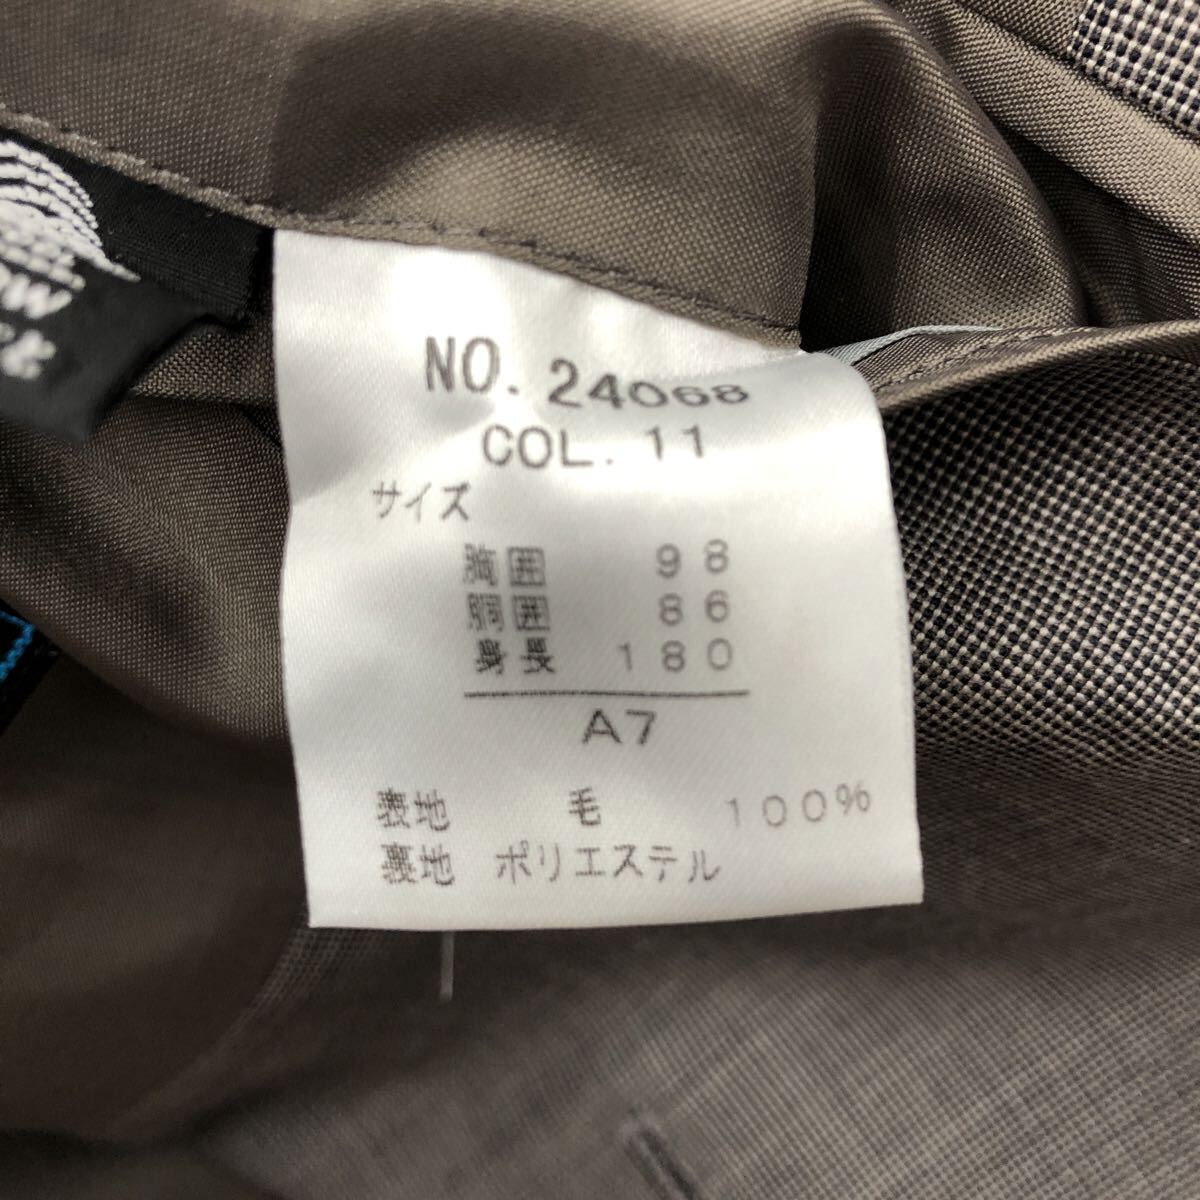 NO. 24068
COL. 11
サイズ
胸囲 98
胴囲 86
身長 180
A7
表地 毛 100%
裏地 ポリエステル